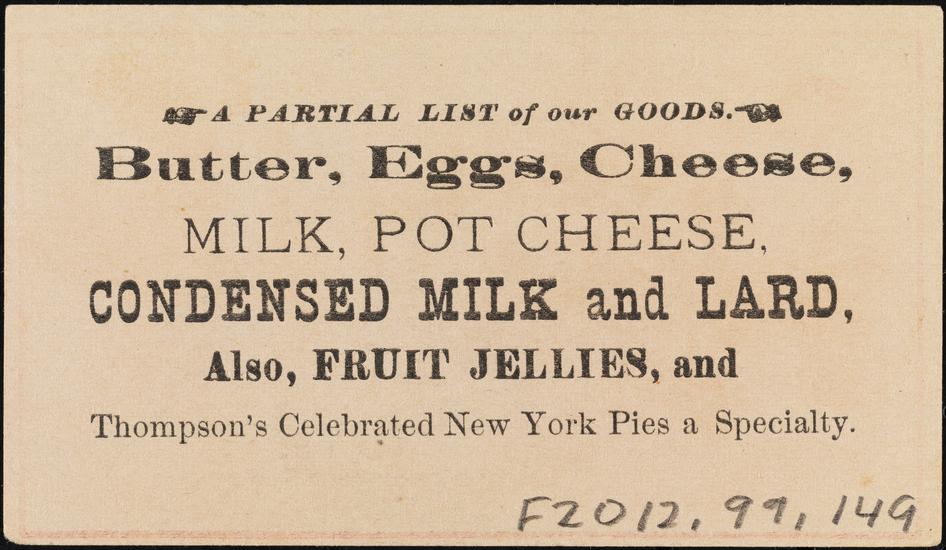 A PARTIAL LIST of our GOODS.
Butter, Eggs, Cheese,
MILK, POT CHEESE,
CONDENSED MILK and LARD,
Also, FRUIT JELLIES, and
Thompson's Celebrated New York Pies a Specialty.
F2012.99.149